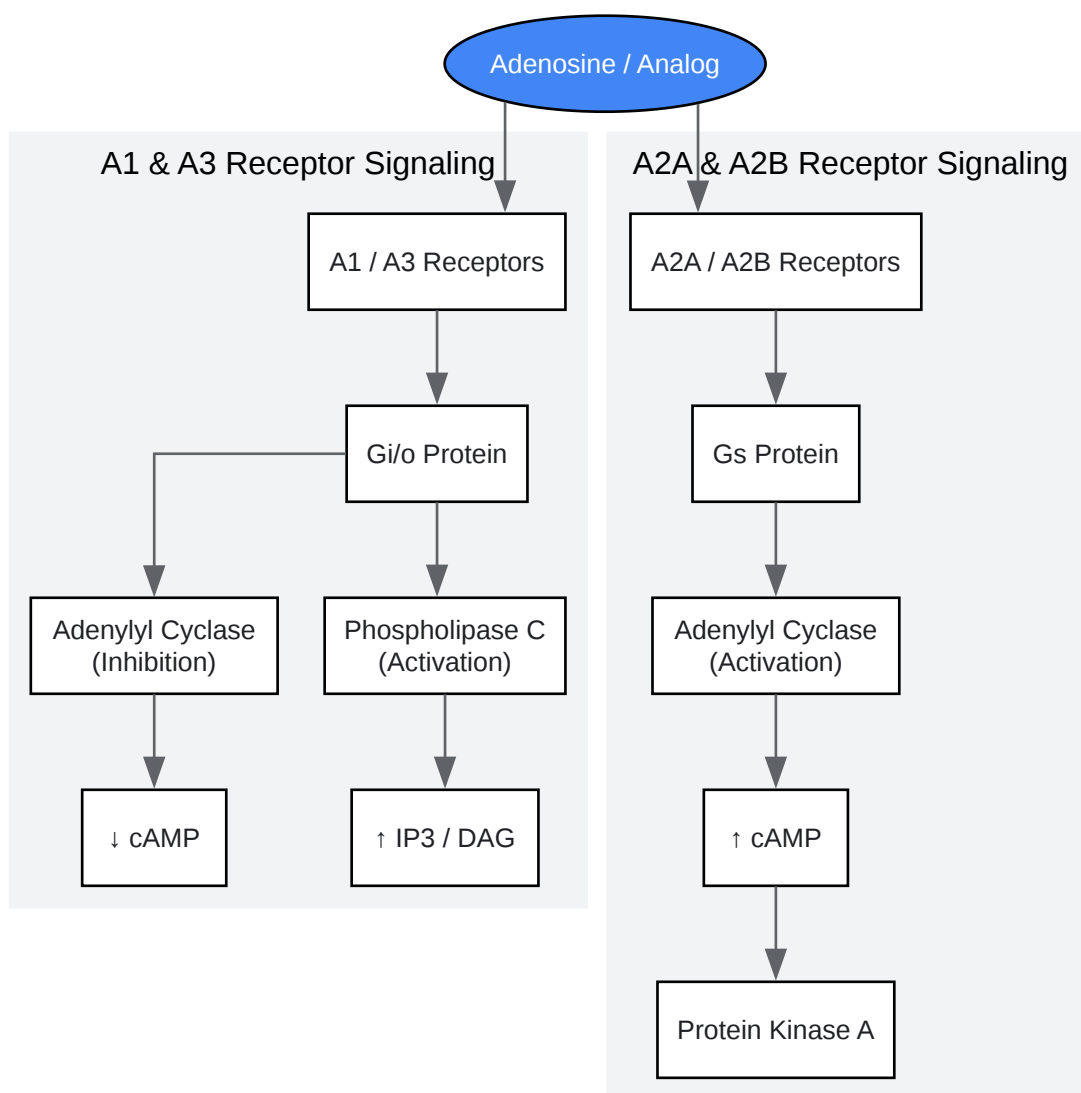 Adenosine / Analog
A1 & A3 Receptor Signaling
A2A & A2B Receptor Signaling
A1 / A3 Receptors
A2A / A2B Receptors
Gi/o Protein
Gs Protein
Adenylyl Cyclase
(Inhibition)
Phospholipase C
(Activation)
Adenylyl Cyclase
(Activation)
↓ cAMP
↑ IP3 / DAG
↑ cAMP
Protein Kinase A